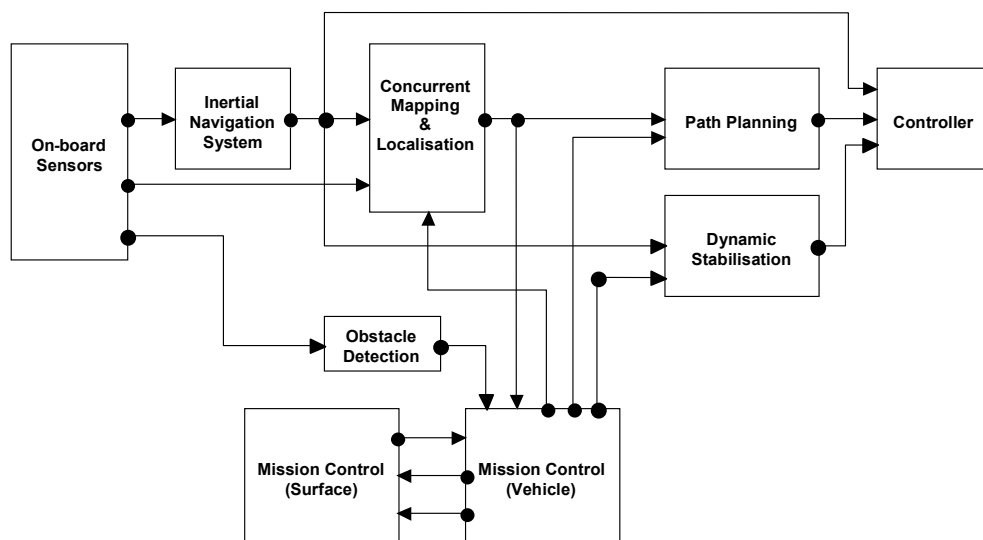 On-board
Sensors
Inertial
Navigation
System
Concurrent
Mapping
&
Localisation
Path Planning
Controller
Dynamic
Stabilisation
Obstacle
Detection
Mission Control
(Surface)
Mission Control
(Vehicle)